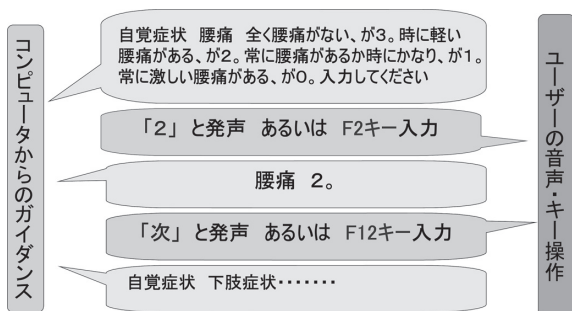 コンピュータからのガイダンス
自覚症状 腰痛 全く腰痛がない、が3。時に軽い
腰痛がある、が2。常に腰痛があるか時にかなり、が1。
常に激しい腰痛がある、が0。入力してください
「2」と発声 あるいは F2キー入力
腰痛 2。
「次」と発声 あるいは F12キー入力
自覚症状 下肢症状・・・・・・・
ユーザーの音声・キー操作